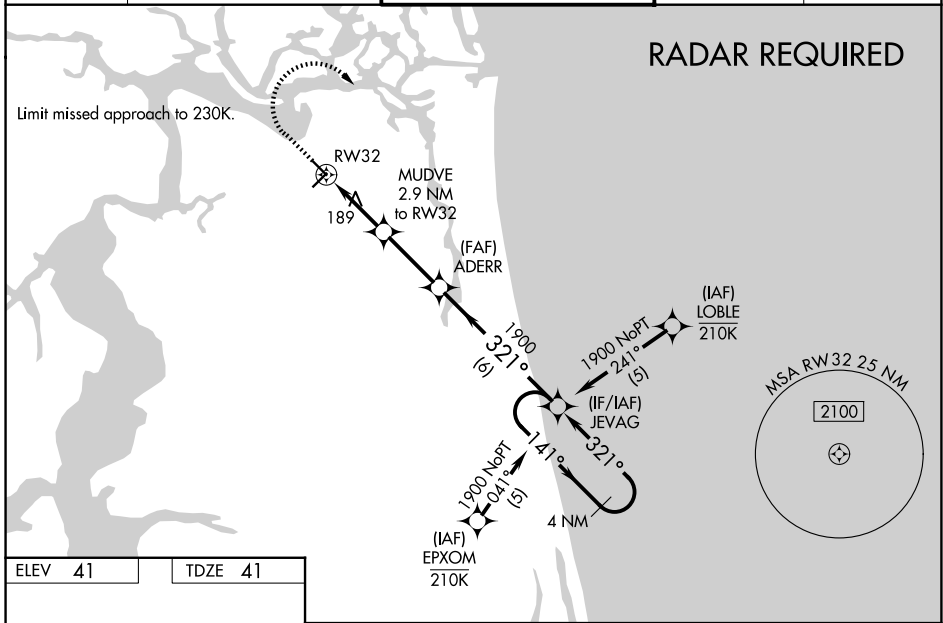 RADAR REQUIRED
Limit missed approach to 230K.
RW32
MUDVE
2.9 NM
to RW32
189
(FAF)
ADERR
(IAF)
LOBLE
210K
1900
321°
(6)
1900 NoPT
241°
(5)
MSA RW32 25 NM
2100
(IF/IAF)
JEVAG
141°
321°
1900 NoPT
041°
(5)
4 NM
(IAF)
EPXOM
210K
ELEV 41
TDZE 41